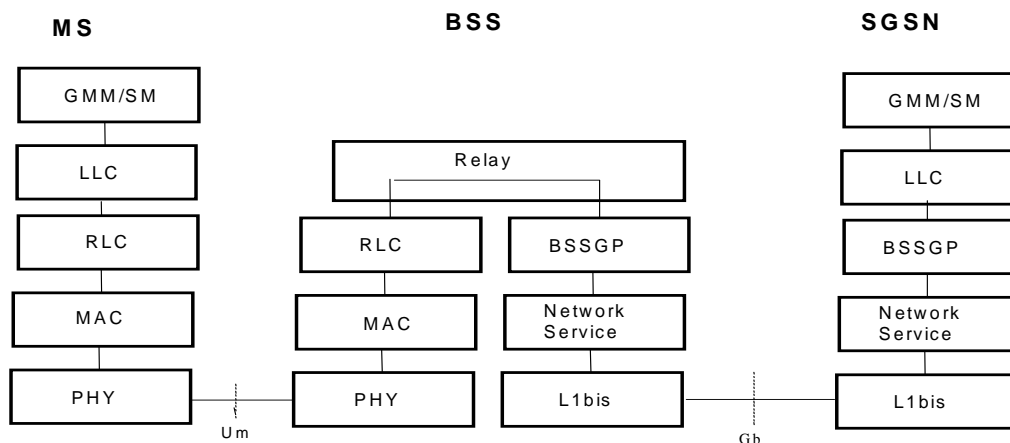 MS
BSS
SGSN
GMM/SM
LLC
RLC
MAC
PHY
Um
Relay
RLC
MAC
PHY
BSSGP
Network
Service
L1bis
Gb
GMM/SM
LLC
BSSGP
Network
Service
L1bis